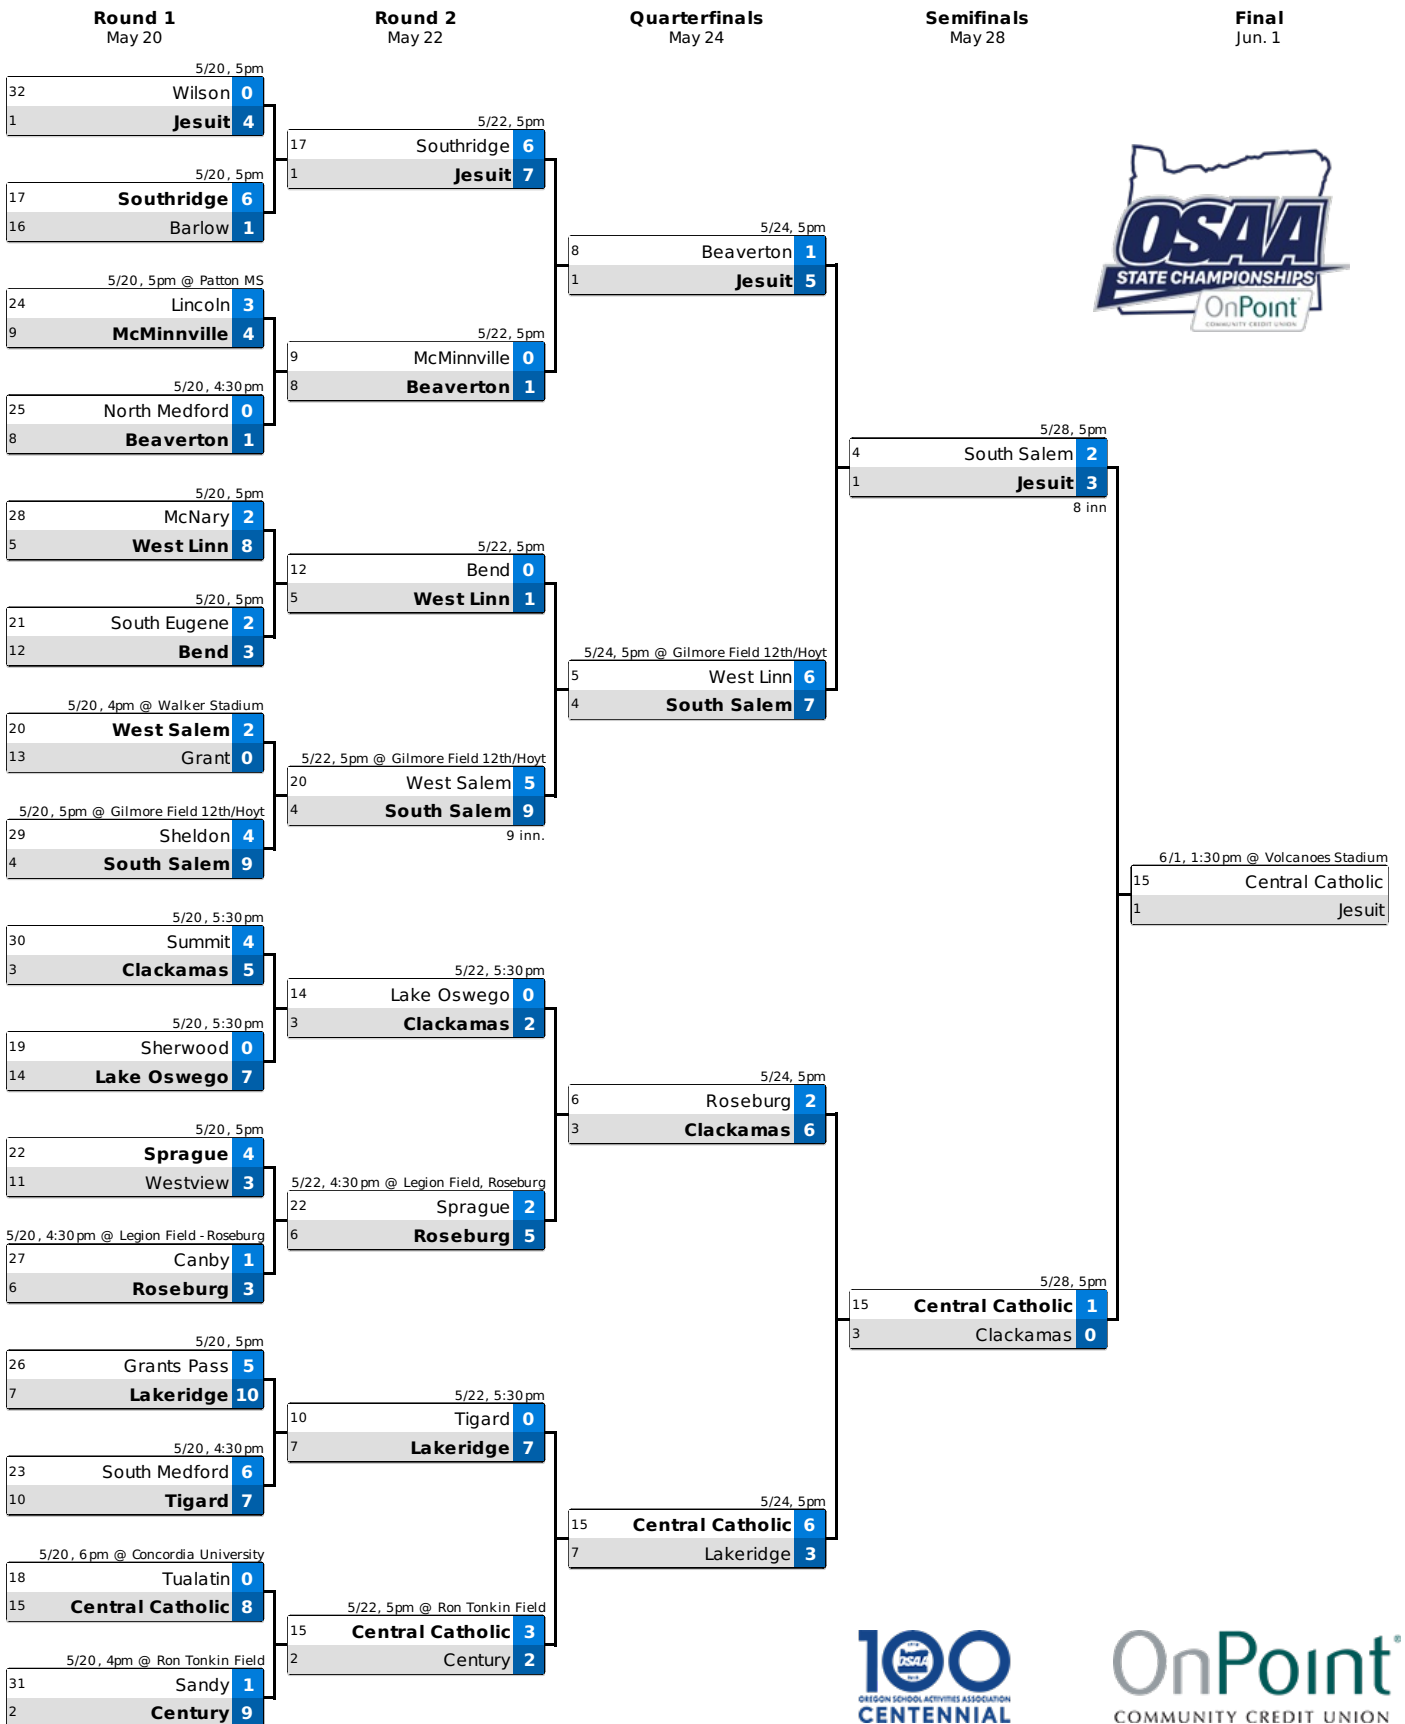 Round 1
May 20
Round 2
May 22
Quarterfinals
May 24
Semifinals
May 28
Final
Jun. 1
5/20, 5pm
32 Wilson 0
1 Jesuit 4
5/20, 5pm
17 Southridge 6
16 Barlow 1
5/20, 5pm @ Patton MS
24 Lincoln 3
9 McMinnville 4
5/20, 4:30pm
25 North Medford 0
8 Beaverton 1
5/20, 5pm
28 McNary 2
5 West Linn 8
5/20, 5pm
21 South Eugene 2
12 Bend 3
5/20, 4pm @ Walker Stadium
20 West Salem 2
13 Grant 0
5/20, 5pm @ Gilmore Field 12th/Hoyt
29 Sheldon 4
4 South Salem 9
5/20, 5:30pm
30 Summit 4
3 Clackamas 5
5/20, 5:30pm
19 Sherwood 0
14 Lake Oswego 7
5/20, 5pm
22 Sprague 4
11 Westview 3
5/20, 4:30pm @ Legion Field - Roseburg
27 Canby 1
6 Roseburg 3
5/20, 5pm
26 Grants Pass 5
7 Lakeridge 10
5/20, 4:30pm
23 South Medford 6
10 Tigard 7
5/20, 6pm @ Concordia University
18 Tualatin 0
15 Central Catholic 8
5/20, 4pm @ Ron Tonkin Field
31 Sandy 1
2 Century 9
5/22, 5pm
17 Southridge 6
1 Jesuit 7
5/22, 5pm
9 McMinnville 0
8 Beaverton 1
5/22, 5pm
12 Bend 0
5 West Linn 1
5/22, 5pm @ Gilmore Field 12th/Hoyt
20 West Salem 5
4 South Salem 9
9 inn.
5/22, 5:30pm
14 Lake Oswego 0
3 Clackamas 2
5/22, 4:30pm @ Legion Field, Roseburg
22 Sprague 2
6 Roseburg 5
5/22, 5:30pm
10 Tigard 0
7 Lakeridge 7
5/22, 5pm @ Ron Tonkin Field
15 Central Catholic 3
2 Century 2
5/24, 5pm
8 Beaverton 1
1 Jesuit 5
5/24, 5pm @ Gilmore Field 12th/Hoyt
5 West Linn 6
4 South Salem 7
5/24, 5pm
6 Roseburg 2
3 Clackamas 6
5/24, 5pm
15 Central Catholic 6
7 Lakeridge 3
5/28, 5pm
4 South Salem 2
1 Jesuit 3
8 inn
5/28, 5pm
15 Central Catholic 1
3 Clackamas 0
6/1, 1:30pm @ Volcanoes Stadium
15 Central Catholic
1 Jesuit
OSAA
STATE CHAMPIONSHIPS
OnPoint
COMMUNITY CREDIT UNION
100
OSAA
OREGON SCHOOL ACTIVITIES ASSOCIATION
CENTENNIAL
OnPoint
COMMUNITY CREDIT UNION